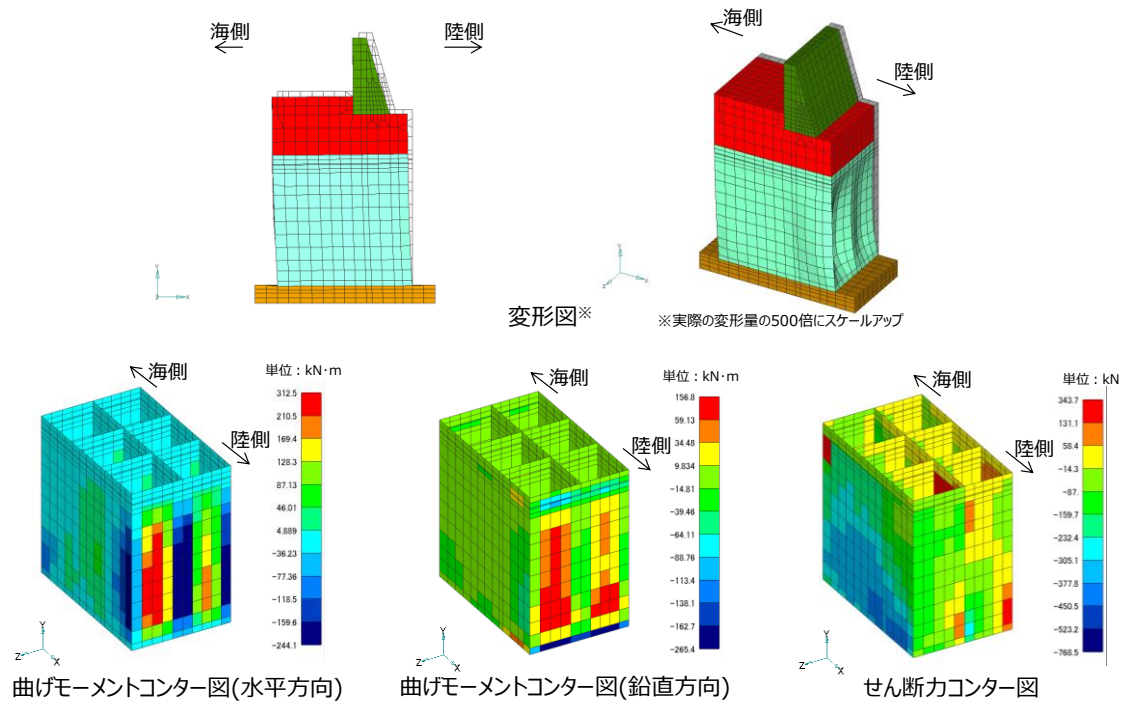 海側
陸側
海側
陸側
Y
Z
X
Y
Z
X
変形図※
※実際の変形量の500倍にスケールアップ
海側
陸側
単位：kN･m
312.5
210.5
169.4
128.3
87.13
46.01
4.889
-36.23
-77.36
-118.5
-159.6
-244.1
Y
Z
X
曲げモーメントコンター図(水平方向)
海側
陸側
単位：kN･m
156.8
59.13
34.48
9.834
-14.81
-39.46
-64.11
-88.76
-113.4
-138.1
-162.7
-265.4
Y
Z
X
曲げモーメントコンター図(鉛直方向)
海側
陸側
単位：kN
343.7
131.1
58.4
-14.3
-87.
-159.7
-232.4
-305.1
-377.8
-450.5
-523.2
-768.5
Y
Z
X
せん断力コンター図